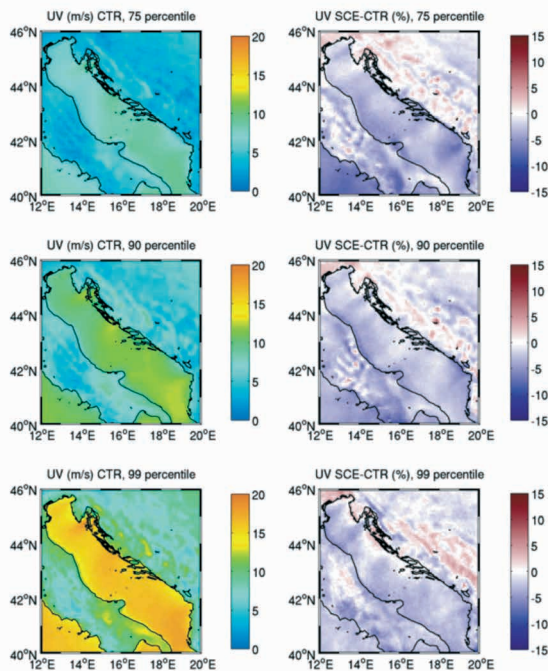 UV (m/s) CTR, 75 percentile
UV SCE-CTR (%), 75 percentile
46°N
44°N
42°N
40°N
12°E 14°E 16°E 18°E 20°E
20
15
10
5
0
46°N
44°N
42°N
40°N
12°E 14°E 16°E 18°E 20°E
15
10
5
0
-5
-10
-15
UV (m/s) CTR, 90 percentile
UV SCE-CTR (%), 90 percentile
46°N
44°N
42°N
40°N
12°E 14°E 16°E 18°E 20°E
20
15
10
5
0
46°N
44°N
42°N
40°N
12°E 14°E 16°E 18°E 20°E
15
10
5
0
-5
-10
-15
UV (m/s) CTR, 99 percentile
UV SCE-CTR (%), 99 percentile
46°N
44°N
42°N
40°N
12°E 14°E 16°E 18°E 20°E
20
15
10
5
0
46°N
44°N
42°N
40°N
12°E 14°E 16°E 18°E 20°E
15
10
5
0
-5
-10
-15